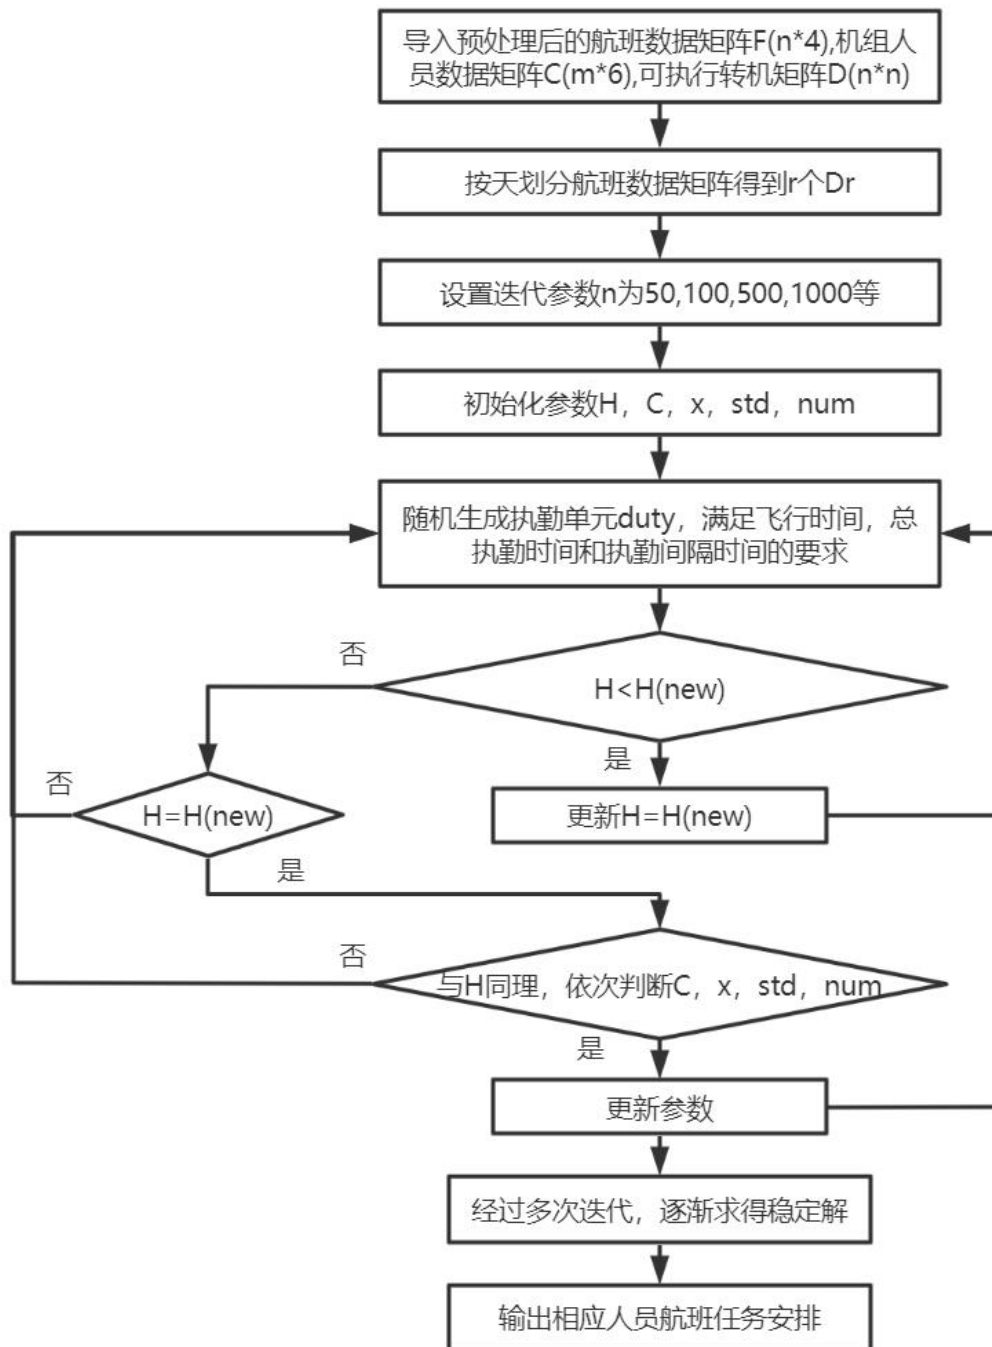 导入预处理后的航班数据矩阵F(n*4),机组人
员数据矩阵C(m*6),可执行转机矩阵D(n*n)
按天划分航班数据矩阵得到r个Dr
设置迭代参数n为50,100,500,1000等
初始化参数H，C，x，std，num
随机生成执勤单元duty，满足飞行时间，总
执勤时间和执勤间隔时间的要求
否
H<H(new)
是
否
H=H(new)
更新H=H(new)
是
否
与H同理，依次判断C，x，std，num
是
更新参数
经过多次迭代，逐渐求得稳定解
输出相应人员航班任务安排